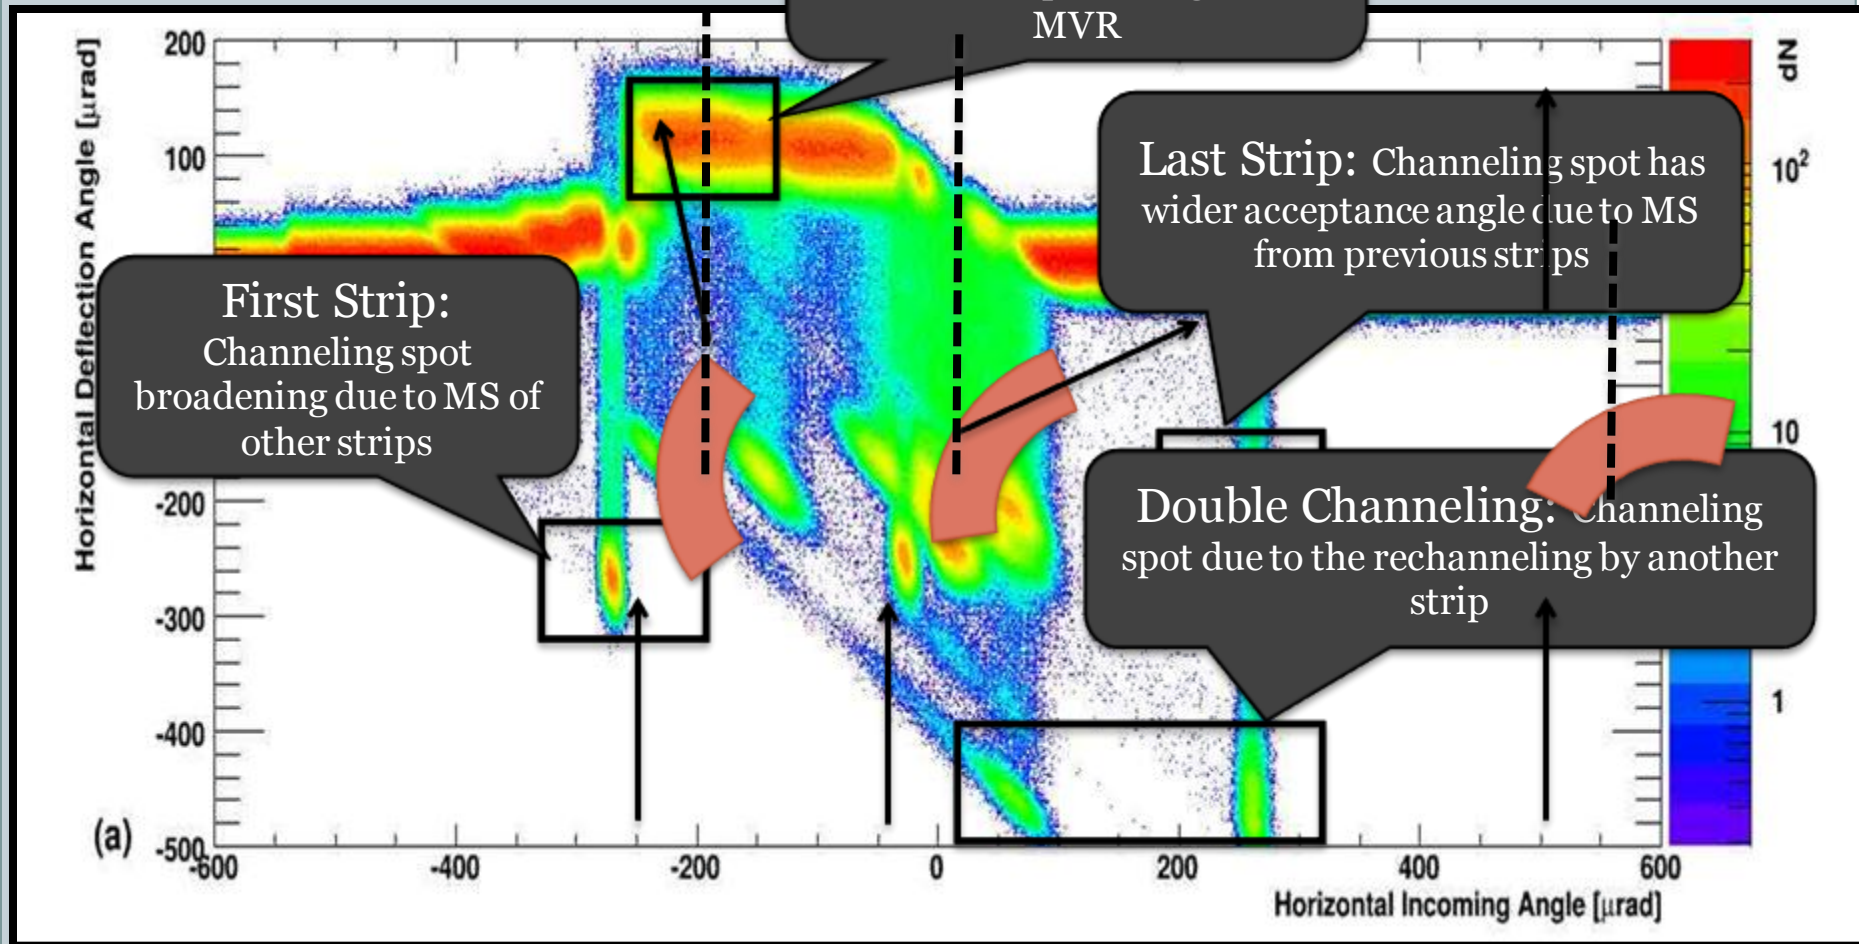 MVR
200
dN
100
10²
Last Strip: Channeling spot has
wider acceptance angle due to MS
from previous strips
Horizontal Deflection Angle [μrad]
First Strip:
Channeling spot
broadening due to MS of
other strips
10
-200
Double Channeling: Channeling
spot due to the rechanneling by another
strip
-300
1
-400
(a)
-500
-600
-400
-200
0
200
400
600
Horizontal Incoming Angle [μrad]